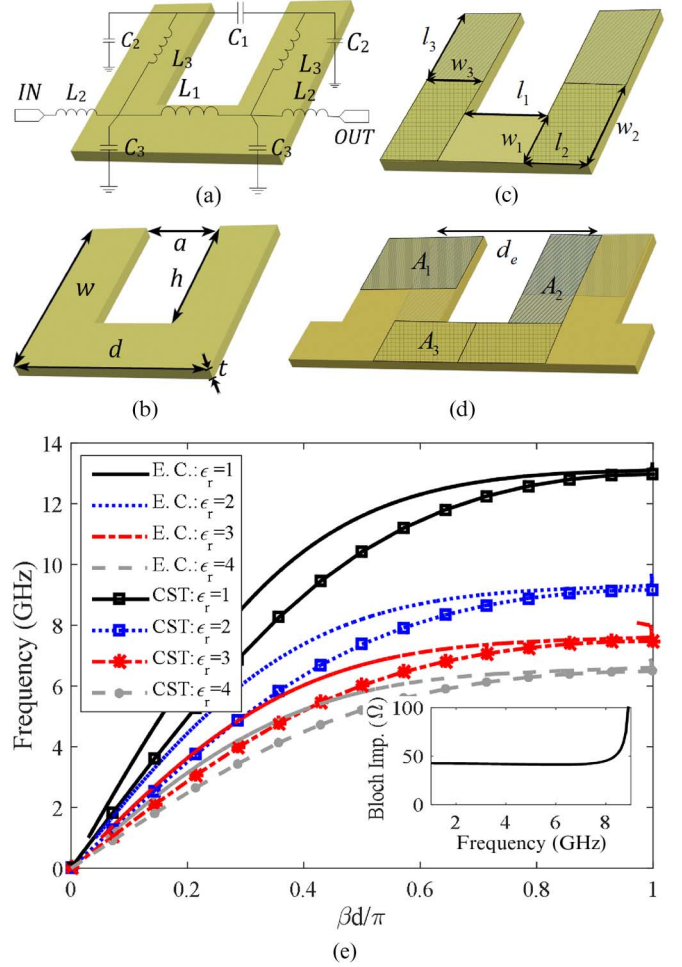 C₂ C₁ C₂
L₃ L₃
IN L₂ L₁ L₂
OUT
C₃ C₃
(a)
l₃
w₃ l₁
w₁ l₂ w₂
(c)
a
w h
d
t
(b)
dₑ
A₁ A₂
A₃
(d)
14
12
10
8
6
4
2
0
Frequency (GHz)
E. C.: ϵᵣ=1
E. C.: ϵᵣ=2
E. C.: ϵᵣ=3
E. C.: ϵᵣ=4
CST: ϵᵣ=1
CST: ϵᵣ=2
CST: ϵᵣ=3
CST: ϵᵣ=4
Bloch Imp. (Ω)
100
50
0
2 4 6 8
Frequency (GHz)
0 0.2 0.4 0.6 0.8 1
βd/π
(e)